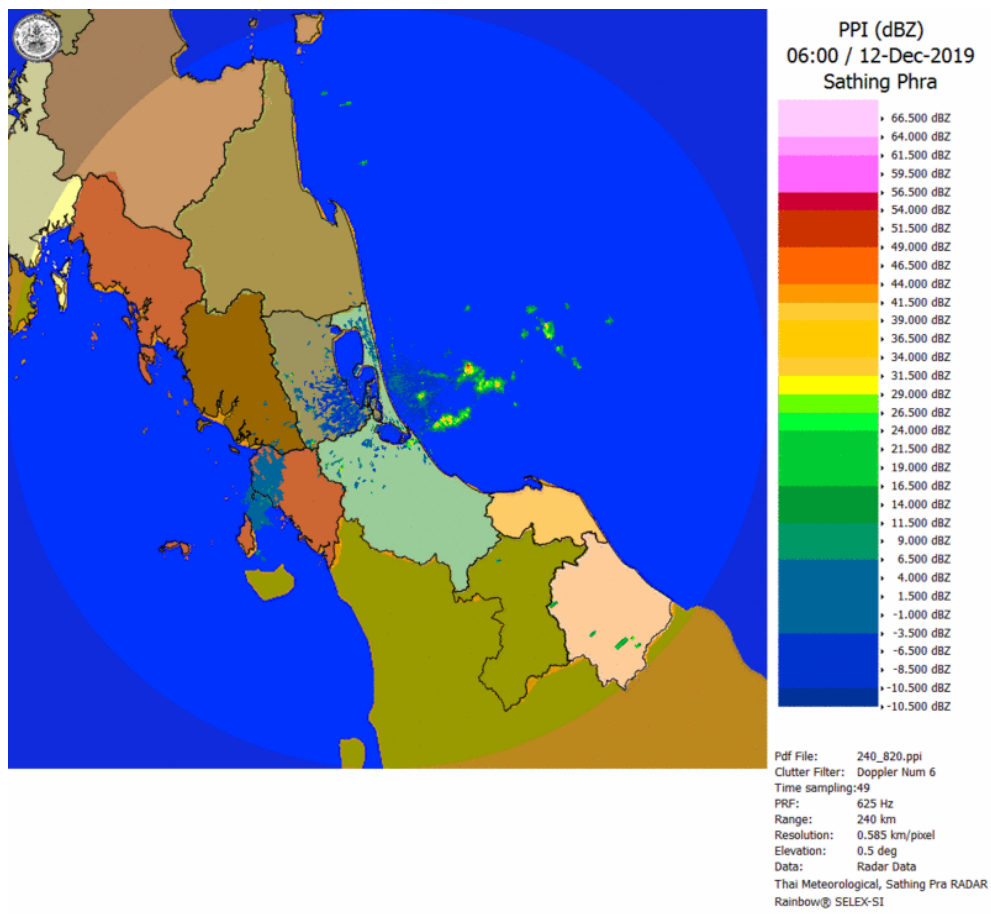 PPI (dBZ)
06:00 / 12-Dec-2019
Sathing Phra
66.500 dBZ
64.000 dBZ
61.500 dBZ
59.500 dBZ
56.500 dBZ
54.000 dBZ
51.500 dBZ
49.000 dBZ
46.500 dBZ
44.000 dBZ
41.500 dBZ
39.000 dBZ
36.500 dBZ
34.000 dBZ
31.500 dBZ
29.000 dBZ
26.500 dBZ
24.000 dBZ
21.500 dBZ
19.000 dBZ
16.500 dBZ
14.000 dBZ
11.500 dBZ
9.000 dBZ
6.500 dBZ
4.000 dBZ
1.500 dBZ
-1.000 dBZ
-3.500 dBZ
-6.500 dBZ
-8.500 dBZ
-10.500 dBZ
-10.500 dBZ
Pdf File: 240_820.ppi
Clutter Filter: Doppler Num 6
Time sampling:49
PRF: 625 Hz
Range: 240 km
Resolution: 0.585 km/pixel
Elevation: 0.5 deg
Data: Radar Data
Thai Meteorological, Sathing Pra RADAR
Rainbow® SELEX-SI